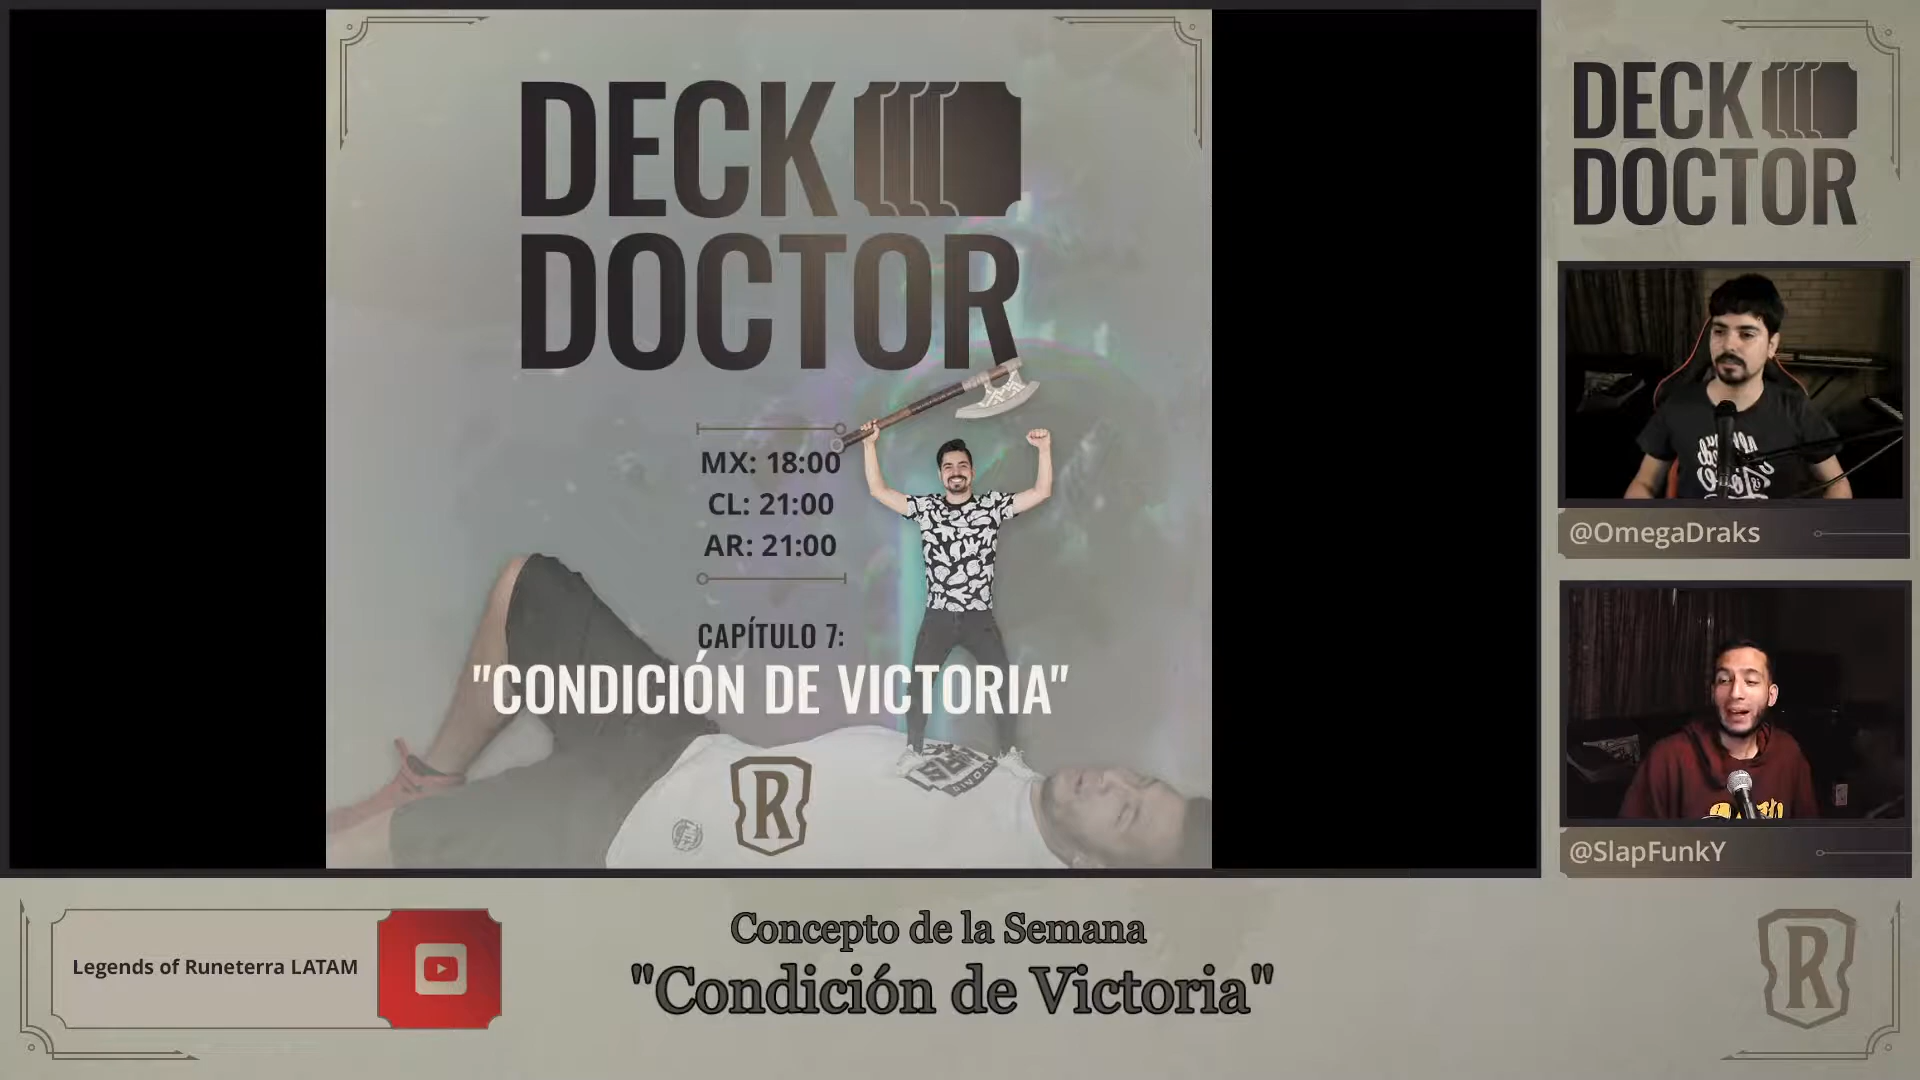 DECK
DOCTOR
MX: 18:00
CL: 21:00
AR: 21:00
CAPÍTULO 7:
"CONDICIÓN DE VICTORIA"
R
DECK
DOCTOR
@OmegaDraks
@SlapFunkY
Legends of Runeterra LATAM
Concepto de la Semana
"Condición de Victoria"
R